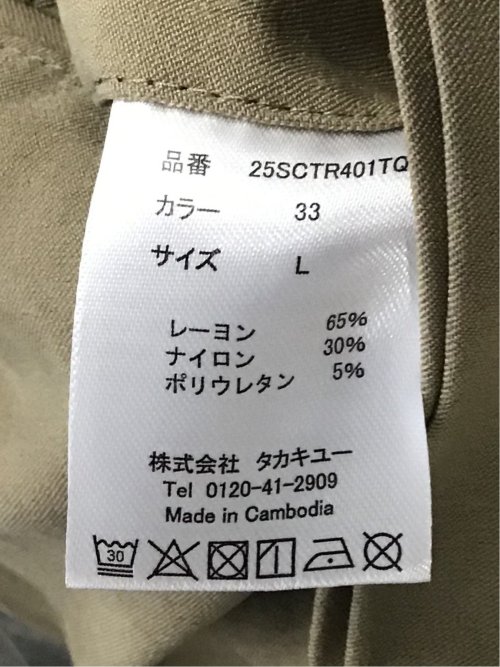 品番 25SCTR401TQ
カラー 33
サイズ L
レーヨン 65%
ナイロン 30%
ポリウレタン 5%
株式会社 タカキュー
Tel 0120-41-2909
Made in Cambodia
30